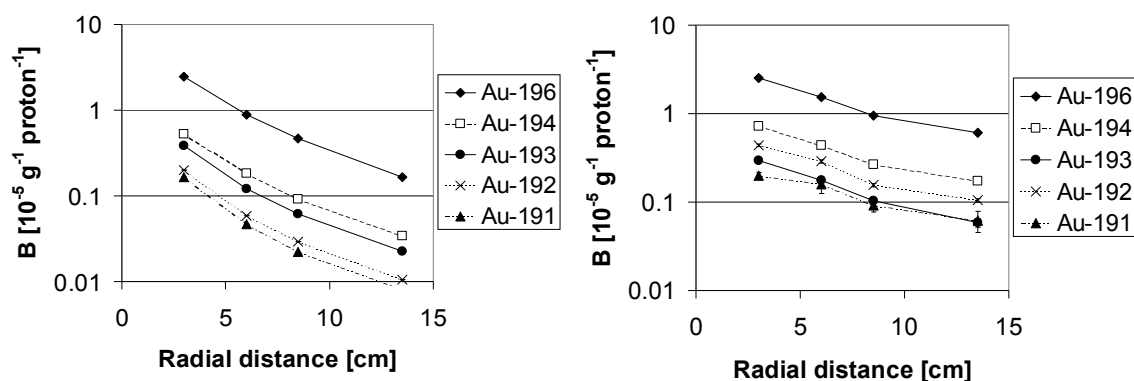 B [10⁻⁵ g⁻¹ proton⁻¹]
10
1
0.1
0.01
0 5 10 15
Radial distance [cm]
Au-196
Au-194
Au-193
Au-192
Au-191
B [10⁻⁵ g⁻¹ proton⁻¹]
10
1
0.1
0.01
0 5 10 15
Radial distance [cm]
Au-196
Au-194
Au-192
Au-193
Au-191